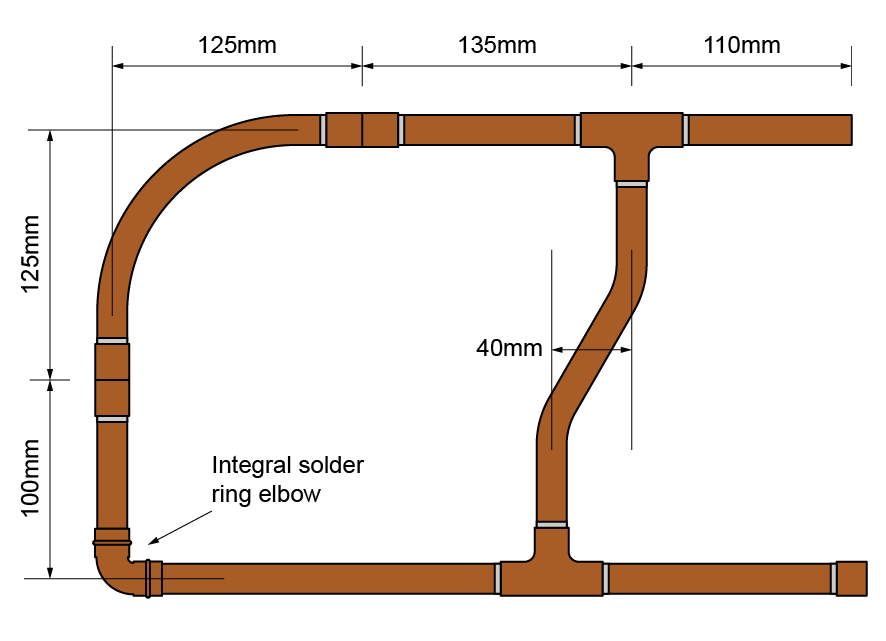 125mm
135mm
110mm
125mm
40mm
100mm
Integral solder
ring elbow